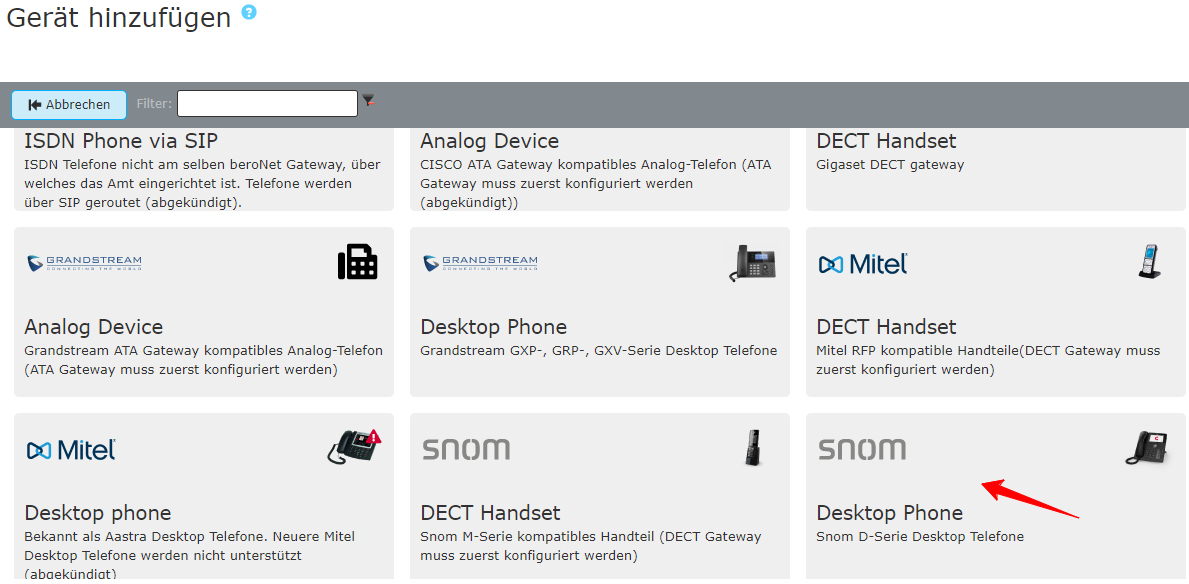 Gerät hinzufügen ?
Abbrechen Filter:
ISDN Phone via SIP
ISDN Telefone nicht am selben beroNet Gateway, über
welches das Amt eingerichtet ist. Telefone werden
über SIP geroutet (abgekündigt).
Analog Device
CISCO ATA Gateway kompatibles Analog-Telefon (ATA
Gateway muss zuerst konfiguriert werden
(abgekündigt))
DECT Handset
Gigaset DECT gateway
GRANDSTREAM
CONNECTING THE WORLD
Analog Device
Grandstream ATA Gateway kompatibles Analog-Telefon
(ATA Gateway muss zuerst konfiguriert werden)
GRANDSTREAM
CONNECTING THE WORLD
Desktop Phone
Grandstream GXP-, GRP-, GXV-Serie Desktop Telefone
Mitel
DECT Handset
Mitel RFP kompatible Handteile(DECT Gateway muss
zuerst konfiguriert werden)
Mitel
Desktop phone
Bekannt als Aastra Desktop Telefone. Neuere Mitel
Desktop Telefone werden nicht unterstützt
(abgekündigt)
snom
DECT Handset
Snom M-Serie kompatibles Handteil (DECT Gateway
muss zuerst konfiguriert werden)
snom
Desktop Phone
Snom D-Serie Desktop Telefone